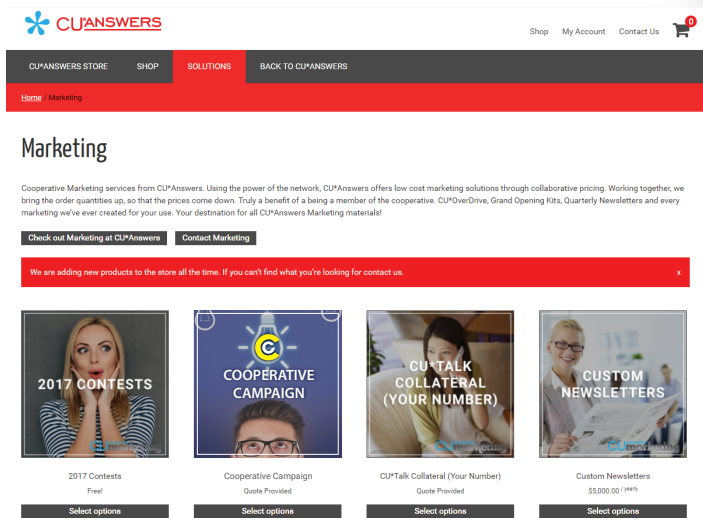 CU*ANSWERS
Shop My Account Contact Us 0
CU*ANSWERS STORE SHOP SOLUTIONS BACK TO CU*ANSWERS
Home / Marketing
Marketing
Cooperative Marketing services from CU*Answers. Using the power of the network, CU*Answers offers low cost marketing solutions through collaborative pricing. Working together, we
bring the order quantities up, so that the prices come down. Truly a benefit of a being a member of the cooperative. CU*OverDrive, Grand Opening Kits, Quarterly Newsletters and every
marketing we've ever created for your use. Your destination for all CU*Answers Marketing materials!
Check out Marketing at CU*Answers Contact Marketing
We are adding new products to the store all the time. If you can't find what you're looking for contact us. x
2017 CONTESTS
CUmarketing
C
COOPERATIVE
CAMPAIGN
CU*TALK
COLLATERAL
(YOUR NUMBER)
CUmarketing
CUSTOM
NEWSLETTERS
CUmarketing
2017 Contests Cooperative Campaign CU*Talk Collateral (Your Number) Custom Newsletters
Free! Quote Provided Quote Provided $5,000.00 / yearly
Select options Select options Select options Select options